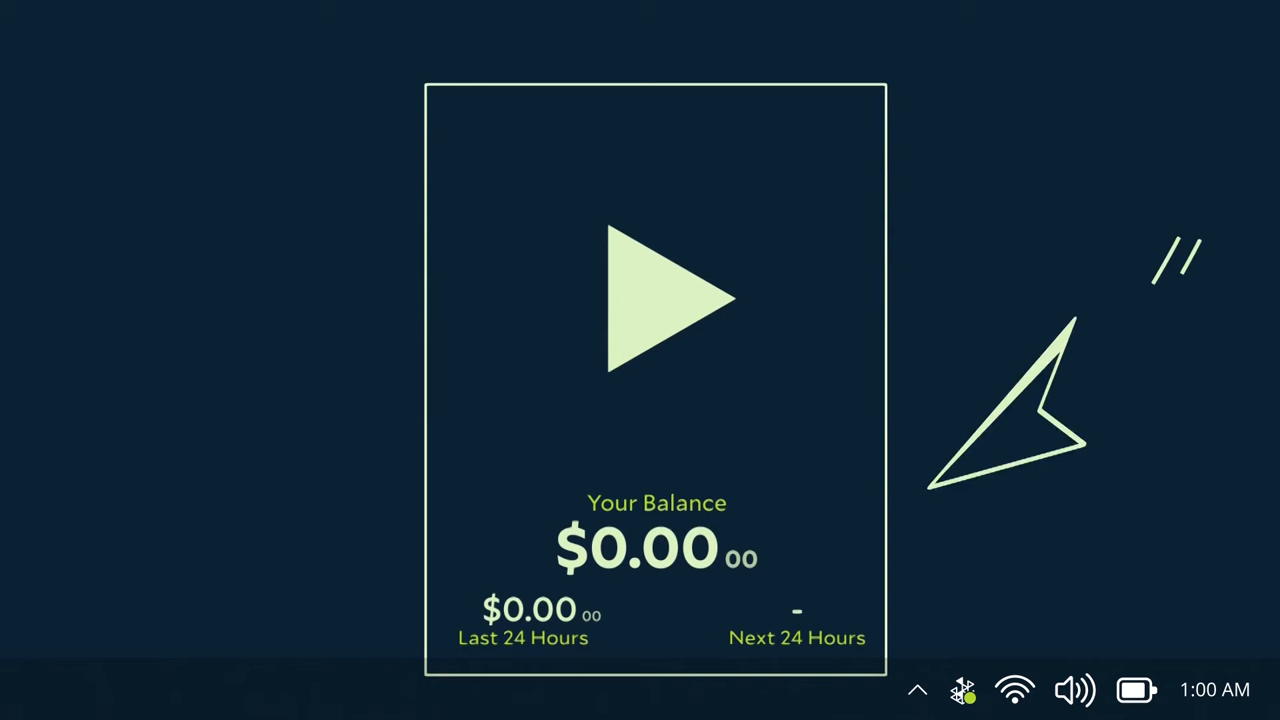 Your Balance
$0.00 00
$0.00 00
-
Last 24 Hours
Next 24 Hours
1:00 AM